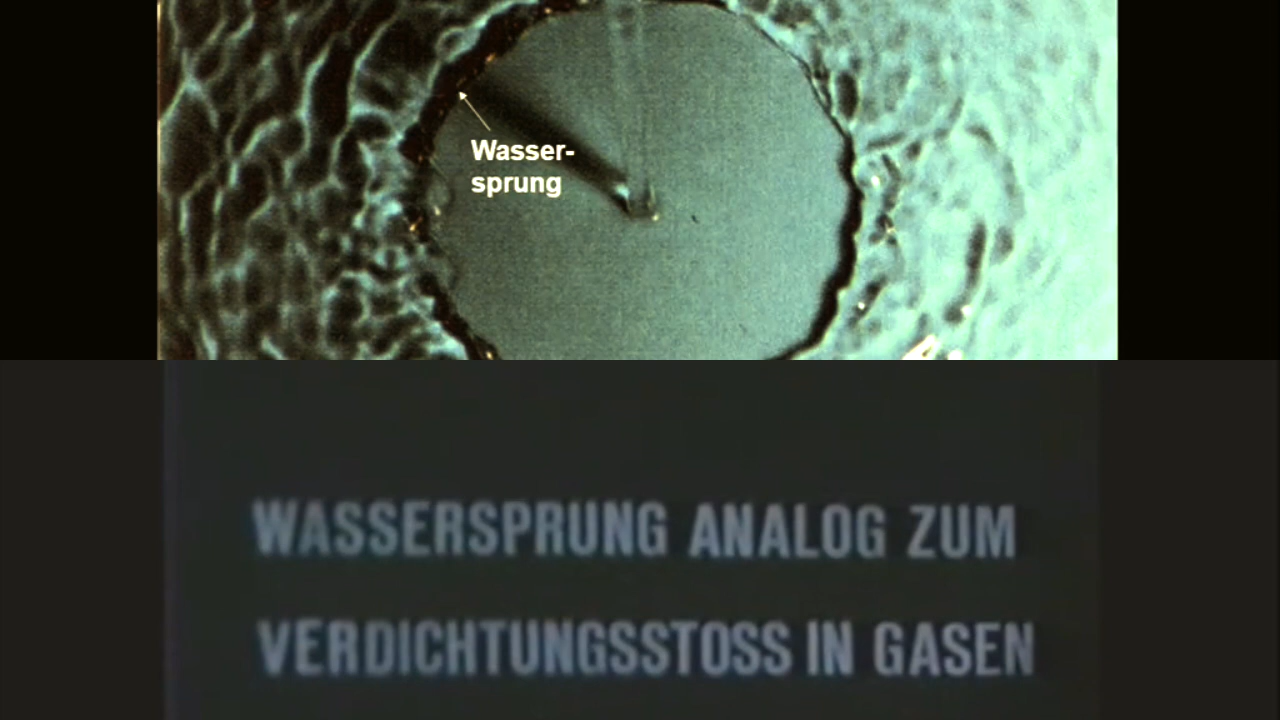 Wasser-
sprung
WASSERSPRUNG ANALOG ZUM
VERDICHTUNGSSTOSS IN GASEN